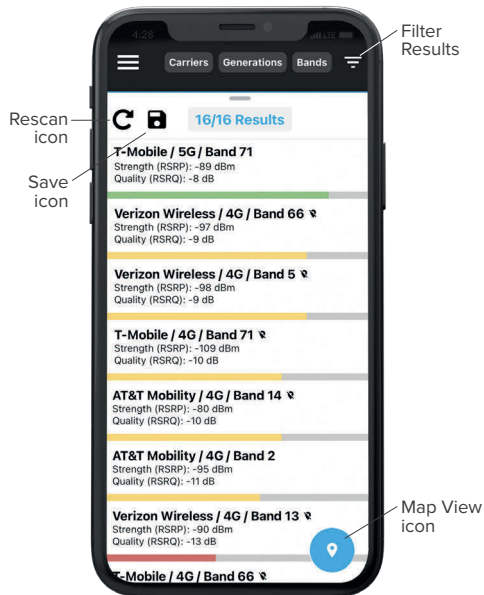 4:28
LTE
Filter
Results
Carriers
Generations
Bands
Rescan
icon
16/16 Results
Save
icon
T-Mobile / 5G / Band 71
Strength (RSRP): -89 dBm
Quality (RSRQ): -8 dB
Verizon Wireless / 4G / Band 66
Strength (RSRP): -97 dBm
Quality (RSRQ): -9 dB
Verizon Wireless / 4G / Band 5
Strength (RSRP): -98 dBm
Quality (RSRQ): -9 dB
T-Mobile / 4G / Band 71
Strength (RSRP): -109 dBm
Quality (RSRQ): -10 dB
AT&T Mobility / 4G / Band 14
Strength (RSRP): -80 dBm
Quality (RSRQ): -10 dB
AT&T Mobility / 4G / Band 2
Strength (RSRP): -95 dBm
Quality (RSRQ): -11 dB
Verizon Wireless / 4G / Band 13
Strength (RSRP): -90 dBm
Quality (RSRQ): -13 dB
Map View
icon
T-Mobile / 4G / Band 66